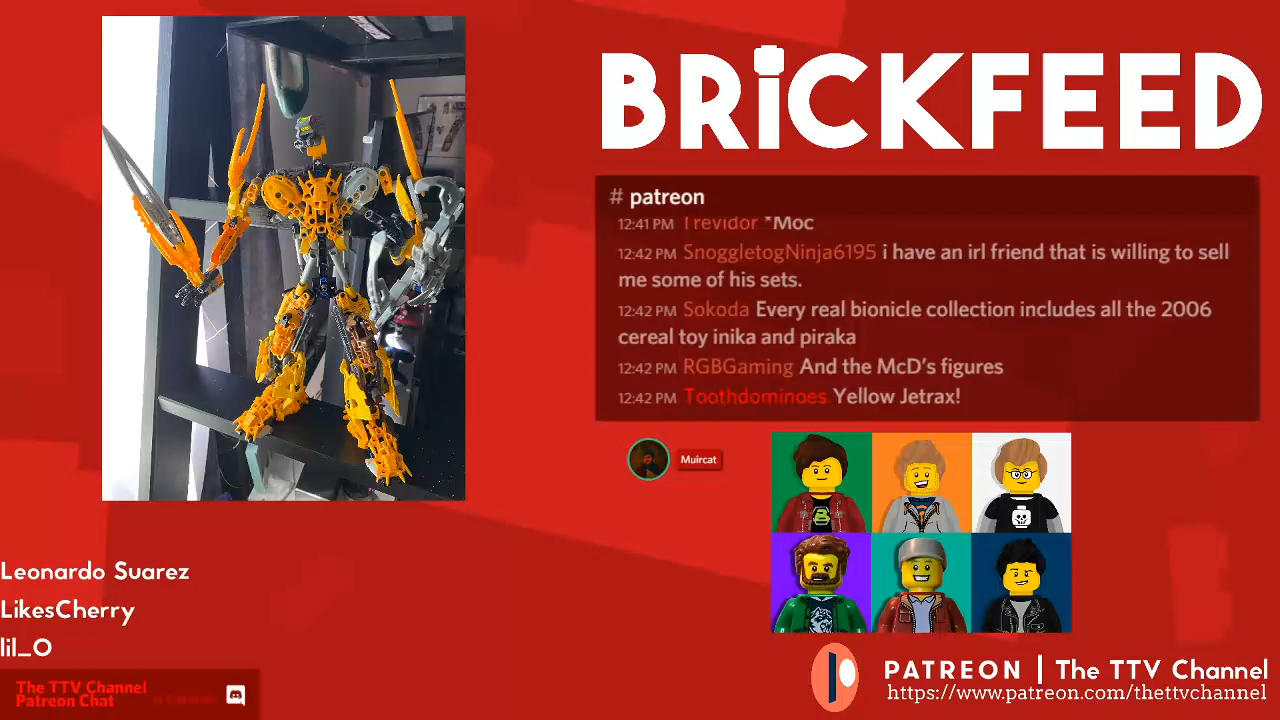 BRiCKFEED
# patreon
12:41 PM Trevidor *Moc
12:42 PM SnoggletogNinja6195 i have an irl friend that is willing to sell
me some of his sets.
12:42 PM Sokoda Every real bionicle collection includes all the 2006
cereal toy inika and piraka
12:42 PM RGBGaming And the McD's figures
12:42 PM Toothdominoes Yellow Jetrax!
Muircat
Leonardo Suarez
LikesCherry
lil_O
The TTV Channel
Patreon Chat
PATREON | The TTV Channel
https://www.patreon.com/thettvchannel